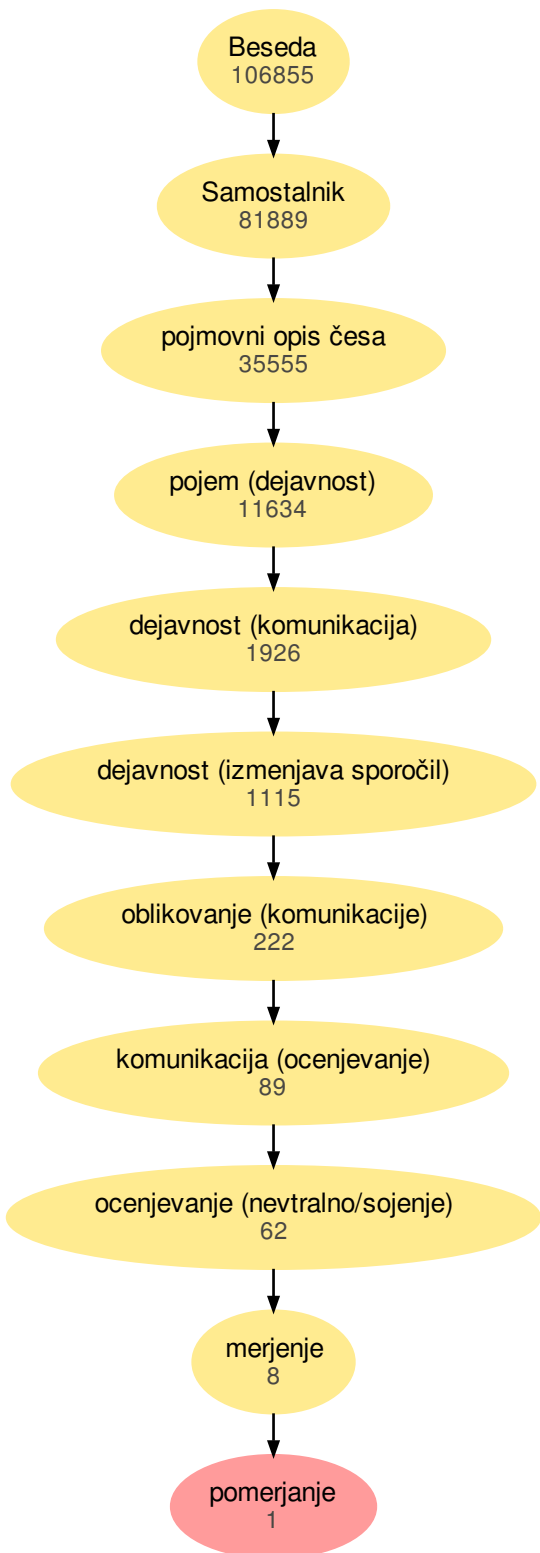 Beseda
106855
Samostalnik
81889
pojmovni opis česa
35555
pojem (dejavnost)
11634
dejavnost (komunikacija)
1926
dejavnost (izmenjava sporočil)
1115
oblikovanje (komunikacije)
222
komunikacija (ocenjevanje)
89
ocenjevanje (nevtralno/sojenje)
62
merjenje
8
pomerjanje
1